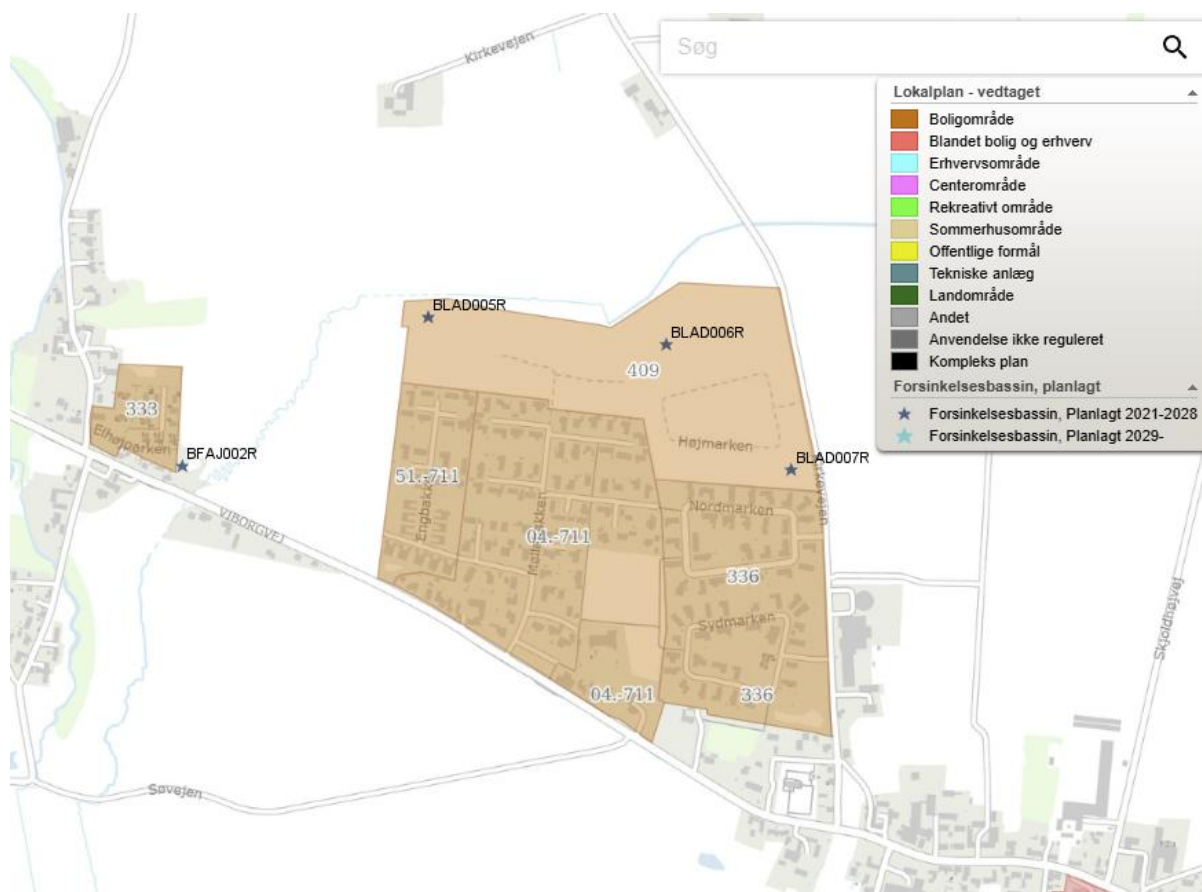 Søg
Kirkevejen
Lokalplan - vedtaget
Boligområde
Blandet bolig og erhverv
Erhvervsområde
Centerområde
Rekreativt område
Sommerhusområde
Offentlige formål
Tekniske anlæg
Landområde
Andet
Anvendelse ikke reguleret
Kompleks plan
Forsinkelsesbassin, planlagt
Forsinkelsesbassin, Planlagt 2021-2028
Forsinkelsesbassin, Planlagt 2029-
BLAD005R
BLAD006R
409
333
Elhøjparken
BFAJ002R
Højmarken
BLAD007R
51.-711
Nordmarken
VIBORGVEJ
04.-711
336
Sydmarken
Skjoldhøjvej
04.-711
336
Søvejen